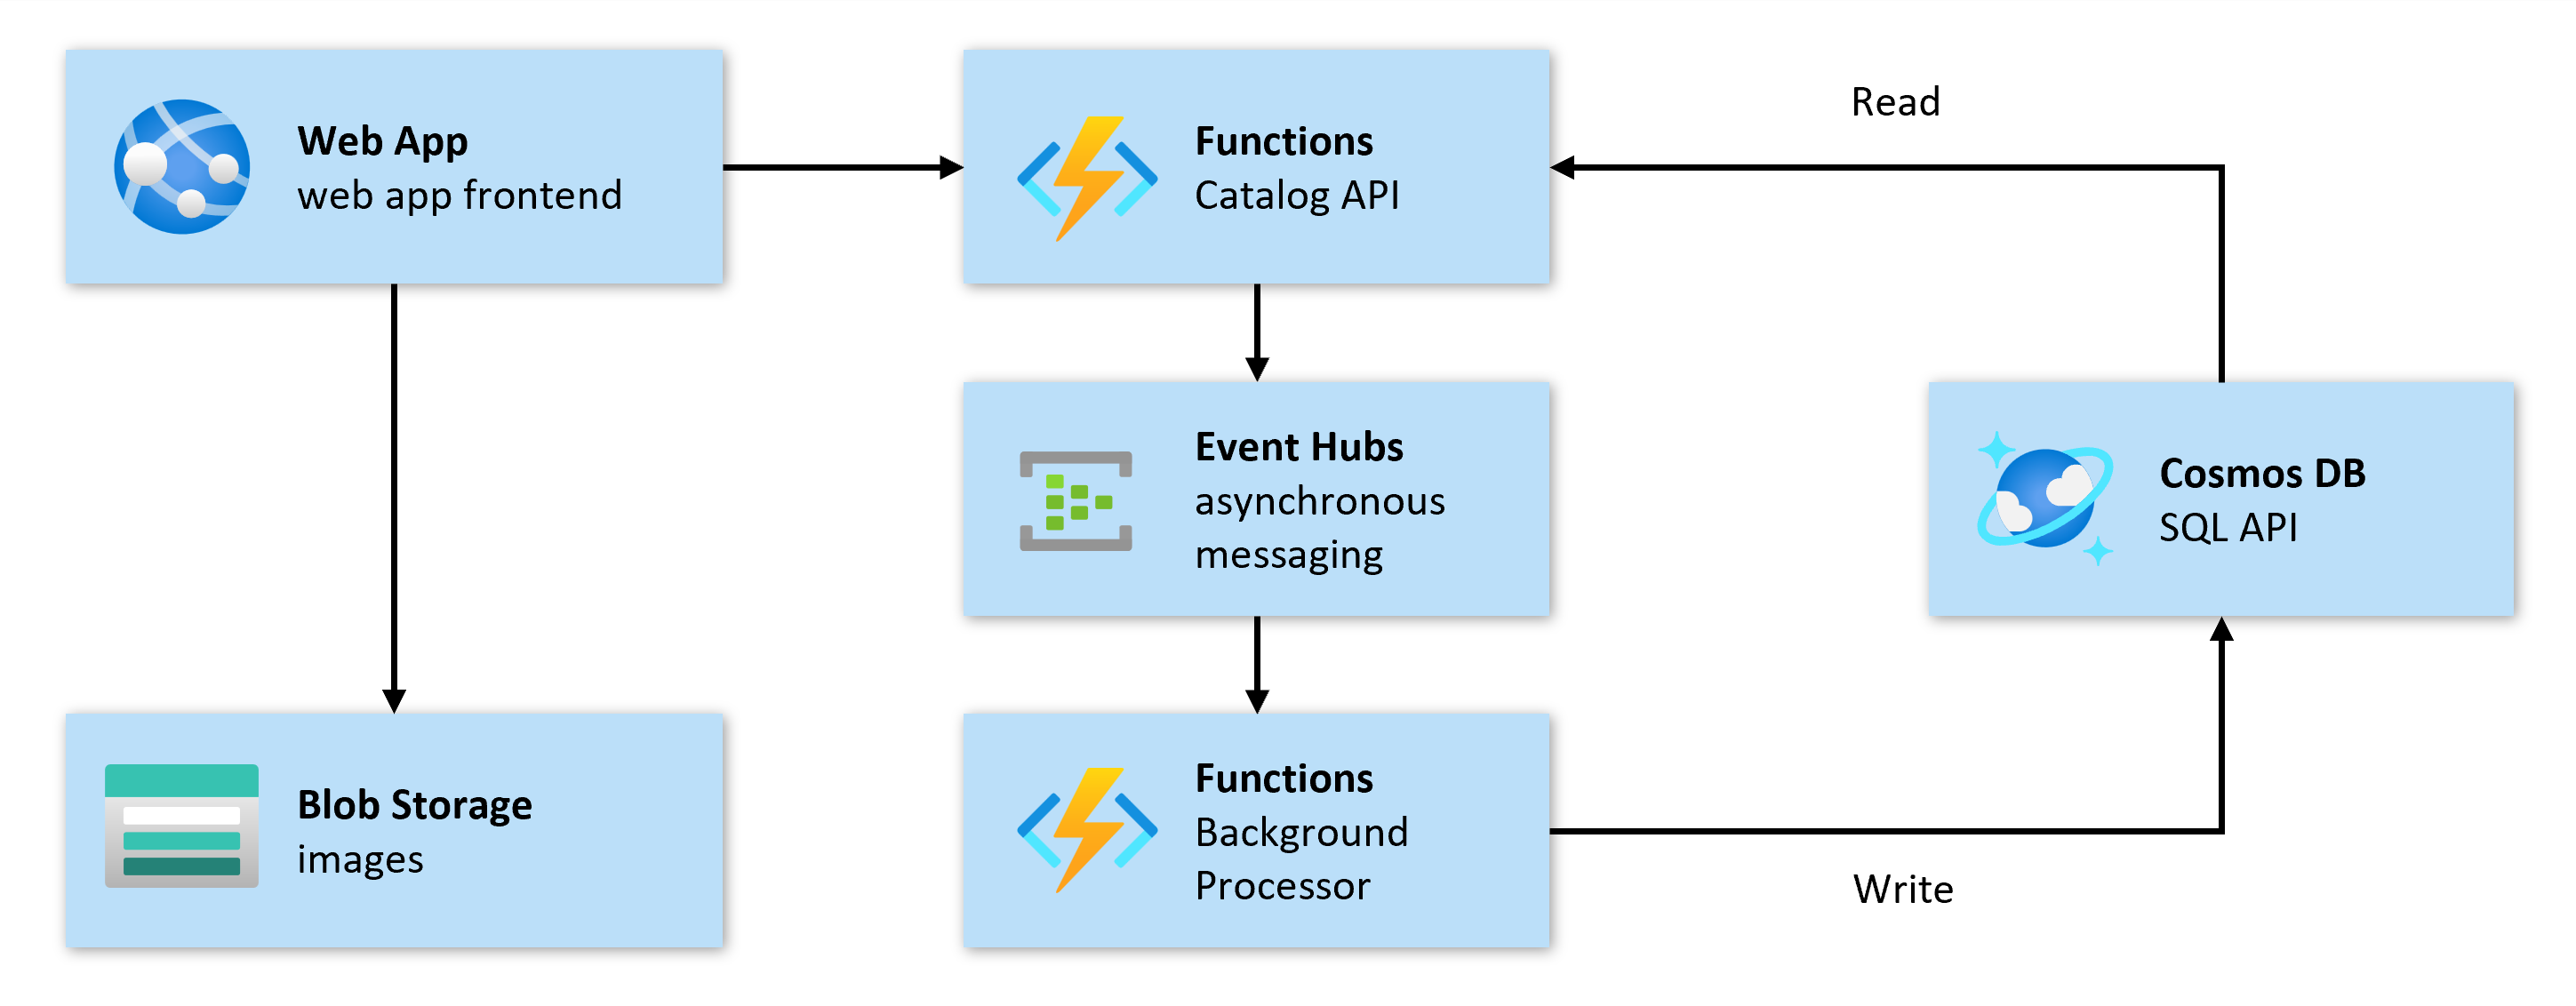 Web App
web app frontend
Functions
Catalog API
Read
Event Hubs
asynchronous
messaging
Cosmos DB
SQL API
Blob Storage
images
Functions
Background
Processor
Write